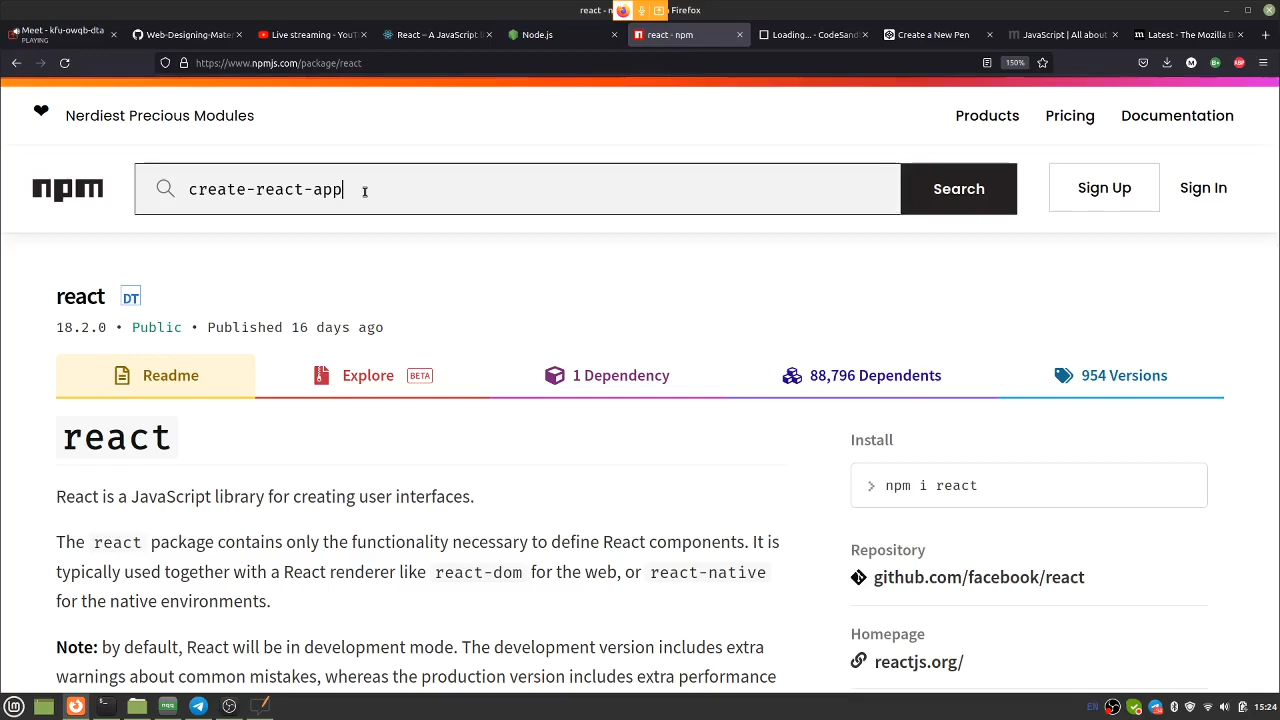 react - n
Firefox
Meet - kfu-owqb-dta
PLAYING
Web-Designing-Mater
Live streaming - YouT
React – A JavaScript l
Node.js
react - npm
Loading... - CodeSand
Create a New Pen
JavaScript | All about
Latest - The Mozilla B
https://www.npmjs.com/package/react
150%
❤ Nerdiest Precious Modules
Products
Pricing
Documentation
npm
create-react-app
Search
Sign Up
Sign In
react DT
18.2.0 • Public • Published 16 days ago
Readme
Explore BETA
1 Dependency
88,796 Dependents
954 Versions
react
React is a JavaScript library for creating user interfaces.
The react package contains only the functionality necessary to define React components. It is
typically used together with a React renderer like react-dom for the web, or react-native
for the native environments.
Note: by default, React will be in development mode. The development version includes extra
warnings about common mistakes, whereas the production version includes extra performance
Install
> npm i react
Repository
github.com/facebook/react
Homepage
reactjs.org/
EN
15:24